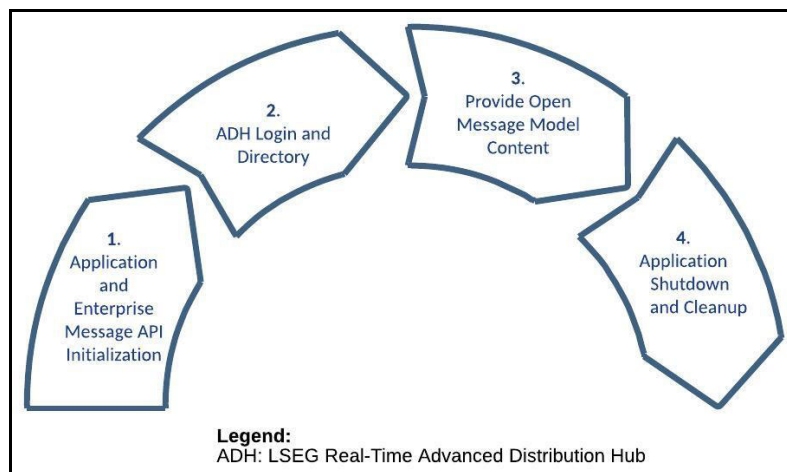 1.
Application
and
Enterprise
Message API
Initialization
2.
ADH Login and
Directory
3.
Provide Open
Message Model
Content
4.
Application
Shutdown
and Cleanup
Legend:
ADH: LSEG Real-Time Advanced Distribution Hub